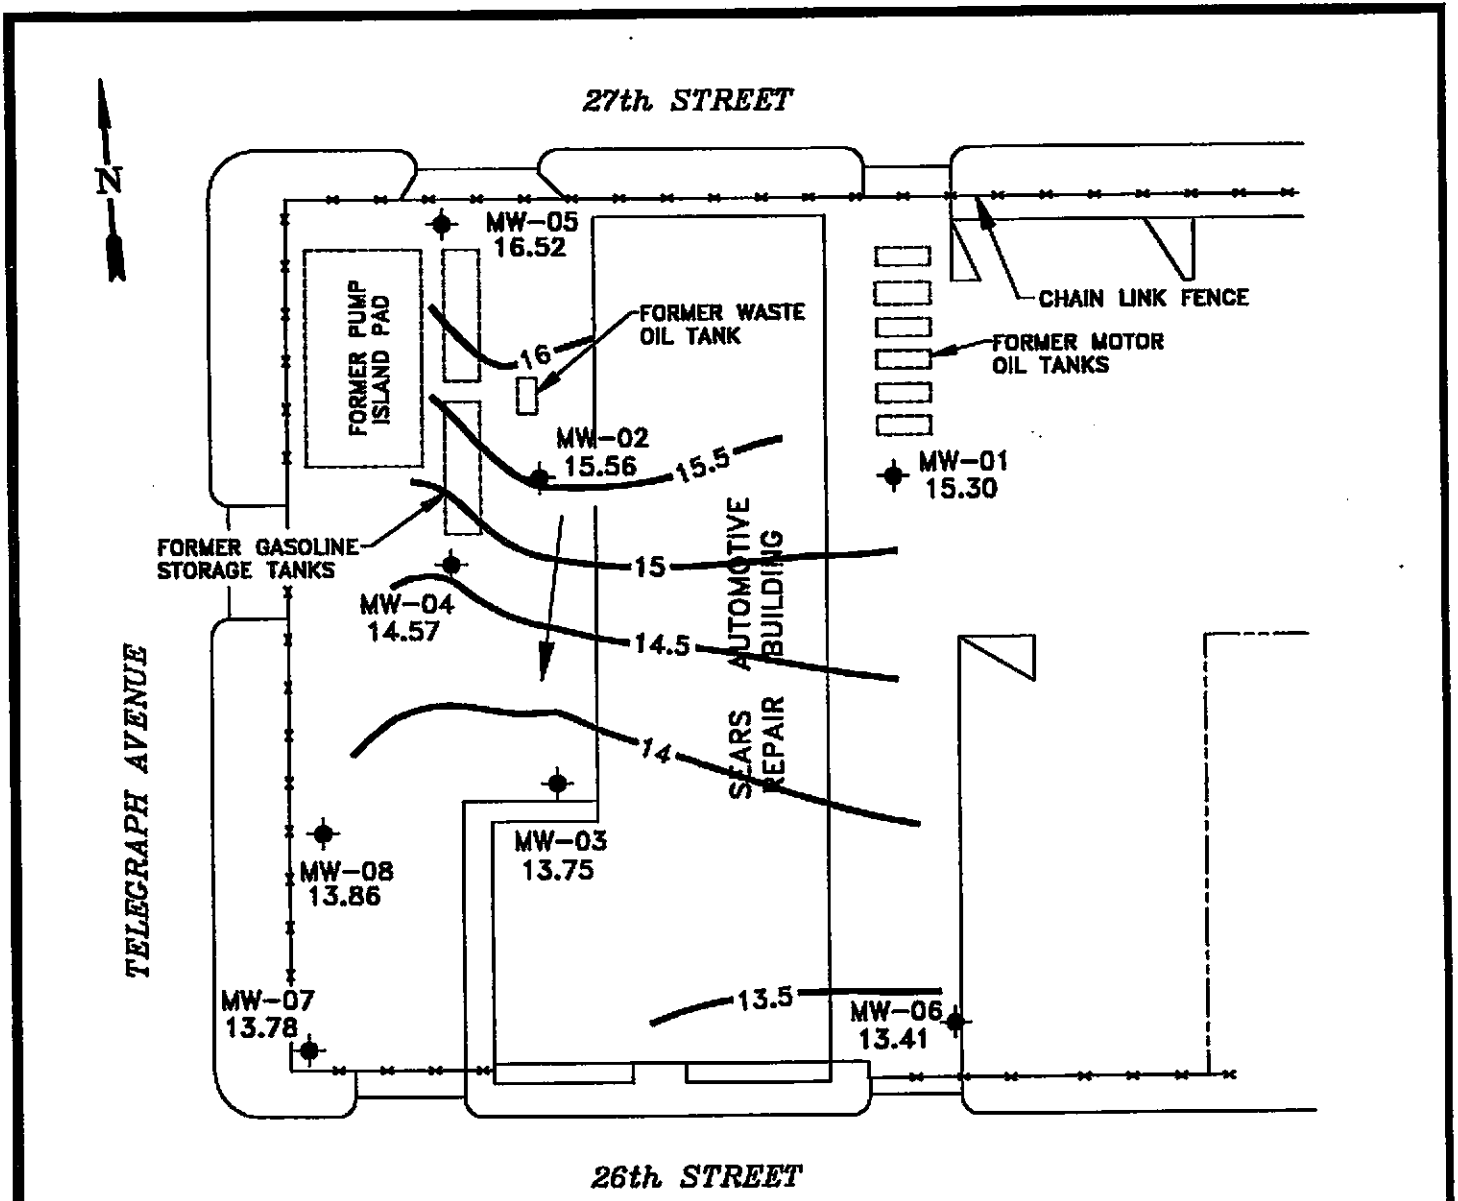 27th STREET
N
MW-05
16.52
FORMER PUMP
ISLAND PAD
FORMER WASTE
OIL TANK
16
CHAIN LINK FENCE
FORMER MOTOR
OIL TANKS
MW-02
15.56
15.5
MW-01
15.30
FORMER GASOLINE
STORAGE TANKS
15
MW-04
14.57
14.5
SEARS AUTOMOTIVE
REPAIR BUILDING
14
TELEGRAPH AVENUE
MW-03
13.75
MW-08
13.86
MW-07
13.78
13.5
MW-06
13.41
26th STREET